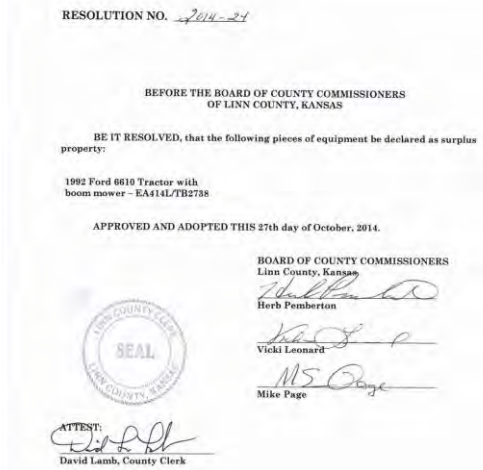 RESOLUTION NO. 2014-24
BEFORE THE BOARD OF COUNTY COMMISSIONERS
OF LINN COUNTY, KANSAS
BE IT RESOLVED, that the following pieces of equipment be declared as surplus
property:
1992 Ford 6610 Tractor with
boom mower – EA414L/TB2738
APPROVED AND ADOPTED THIS 27th day of October, 2014.
BOARD OF COUNTY COMMISSIONERS
Linn County, Kansas
Herb Pemberton
Vicki Leonard
MS Page
Mike Page
LINN COUNTY CLERK
SEAL
LINN COUNTY, KANSAS
ATTEST:
David Lamb, County Clerk